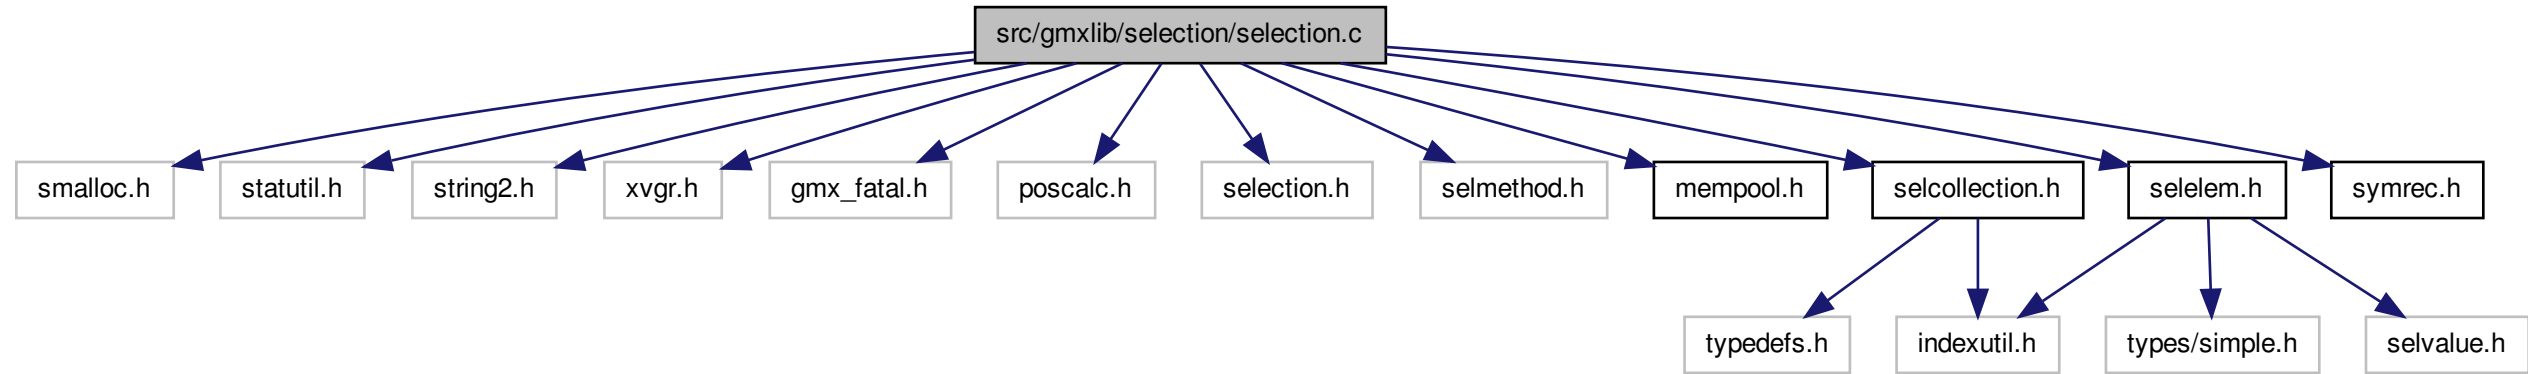 src/gmxlib/selection/selection.c
smalloc.h
statutil.h
string2.h
xvgr.h
gmx_fatal.h
poscalc.h
selection.h
selmethod.h
mempool.h
selcollection.h
selelem.h
symrec.h
typedefs.h
indexutil.h
types/simple.h
selvalue.h